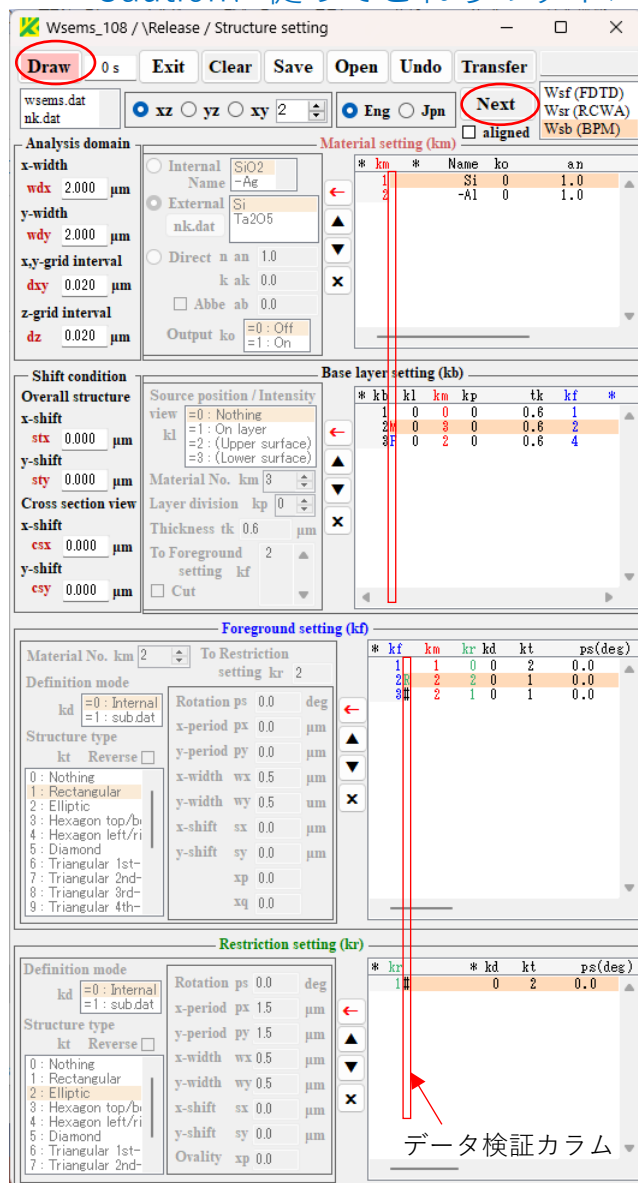 Wsems_108 / \Release / Structure setting
Draw 0 s Exit Clear Save Open Undo Transfer
wsems.dat
nk.dat
xz yz xy 2 Eng Jpn Next
aligned
Wsf (FDTD)
Wsr (RCWA)
Wsb (BPM)
Analysis domain
x-width
wdx 2.000 μm
y-width
wdy 2.000 μm
x,y-grid interval
dxy 0.020 μm
z-grid interval
dz 0.020 μm
Material setting (km)
Internal SiO2
Name -Ag
External Si
nk.dat Ta2O5
Direct n an 1.0
k ak 0.0
Abbe ab 0.0
Output ko =0 : Off
=1 : On
* km * Name ko an
1 Si 0 1.0
2 -Al 0 1.0
Shift condition
Overall structure
x-shift
stx 0.000 μm
y-shift
sty 0.000 μm
Cross section view
x-shift
csx 0.000 μm
y-shift
csy 0.000 μm
Base layer setting (kb)
Source position / Intensity
view =0 : Nothing
kl =1 : On layer
=2 : (Upper surface)
=3 : (Lower surface)
Material No. km 3
Layer division kp 0
Thickness tk 0.6 μm
To Foreground 2
setting kf
Cut
* kb kl km kp tk kf *
1 0 0 0 0.6 1
2M 0 3 0 0.6 2
3F 0 2 0 0.6 4
Foreground setting (kf)
Material No. km 2 To Restriction
setting kr 2
Definition mode
kd =0 : Internal
=1 : sub.dat
Structure type
kt Reverse
0 : Nothing
1 : Rectangular
2 : Elliptic
3 : Hexagon top/b
4 : Hexagon left/ri
5 : Diamond
6 : Triangular 1st-
7 : Triangular 2nd-
8 : Triangular 3rd-
9 : Triangular 4th-
Rotation ps 0.0 deg
x-period px 0.0 μm
y-period py 0.0 μm
x-width wx 0.5 μm
y-width wy 0.5 um
x-shift sx 0.0 μm
y-shift sy 0.0 μm
xp 0.0
xq 0.0
* kf km kr kd kt ps(deg)
1 1 0 0 2 0.0
2R 2 2 0 1 0.0
3# 2 1 0 1 0.0
Restriction setting (kr)
Definition mode
kd =0 : Internal
=1 : sub.dat
Structure type
kt Reverse
0 : Nothing
1 : Rectangular
2 : Elliptic
3 : Hexagon top/b
4 : Hexagon left/ri
5 : Diamond
6 : Triangular 1st-
7 : Triangular 2nd-
Rotation ps 0.0 deg
x-period px 1.5 μm
y-period py 1.5 μm
x-width wx 0.5 μm
y-width wy 0.5 μm
x-shift sx 0.0 μm
y-shift sy 0.0 μm
Ovality xp 0.0
* kr * kd kt ps(deg)
1# 0 2 0.0
データ検証カラム